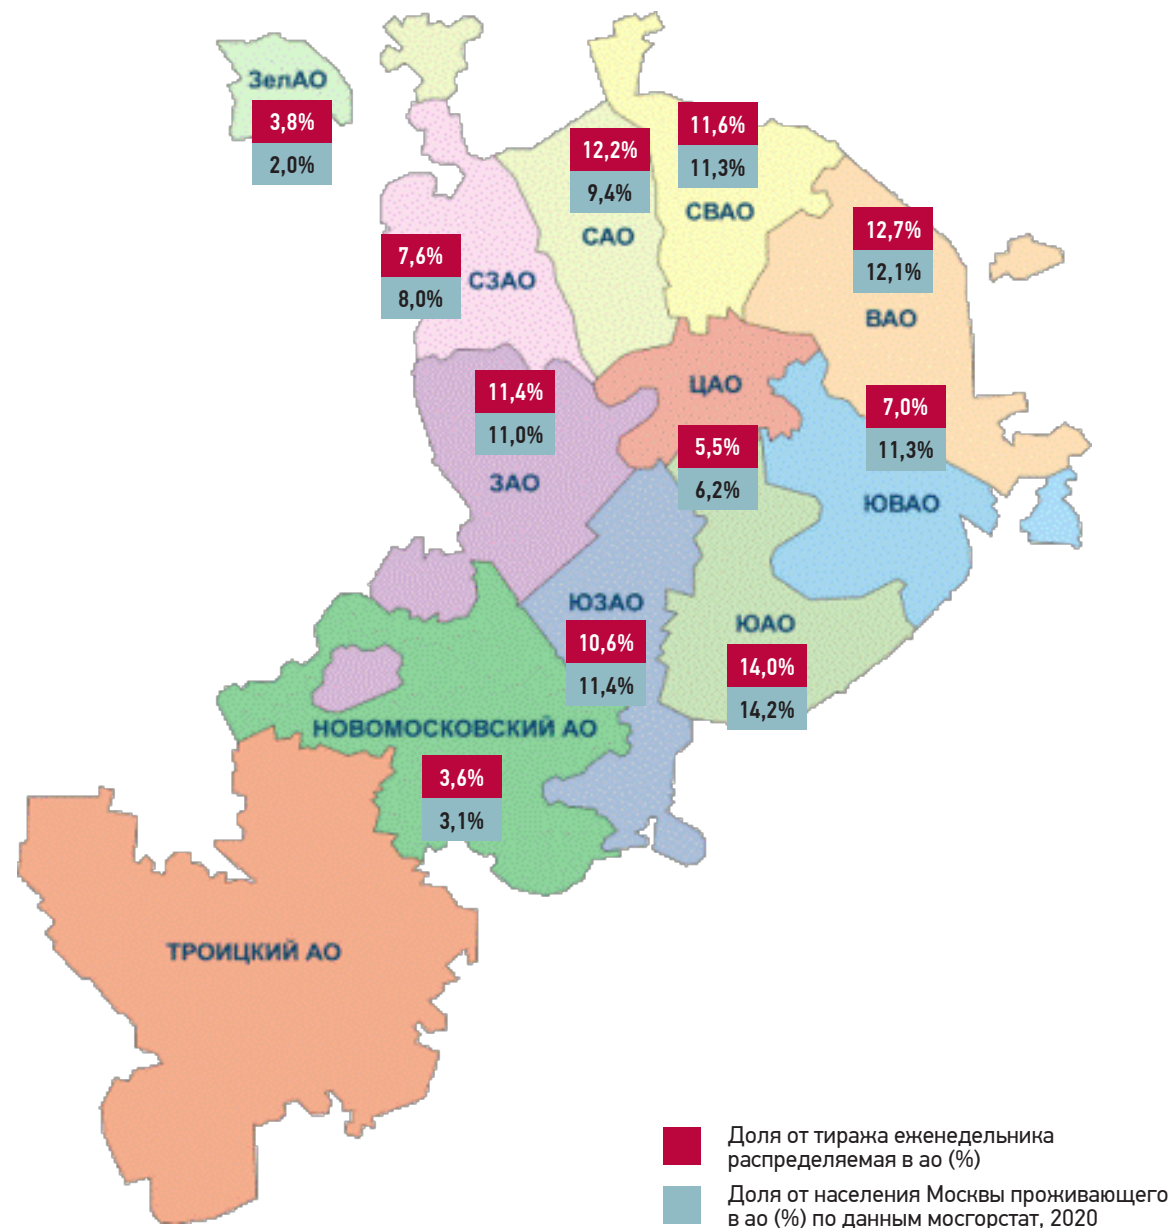 ЗелАО
3,8%
2,0%
12,2%
9,4%
САО
11,6%
11,3%
СВАО
7,6%
8,0%
СЗАО
12,7%
12,1%
ВАО
11,4%
11,0%
ЗАО
ЦАО
5,5%
6,2%
7,0%
11,3%
ЮВАО
ЮЗАО
10,6%
11,4%
ЮАО
14,0%
14,2%
НОВОМОСКОВСКИЙ АО
3,6%
3,1%
ТРОИЦКИЙ АО
Доля от тиража еженедельника
распределяемая в ао (%)
Доля от населения Москвы проживающего
в ао (%) по данным мосгорстат, 2020